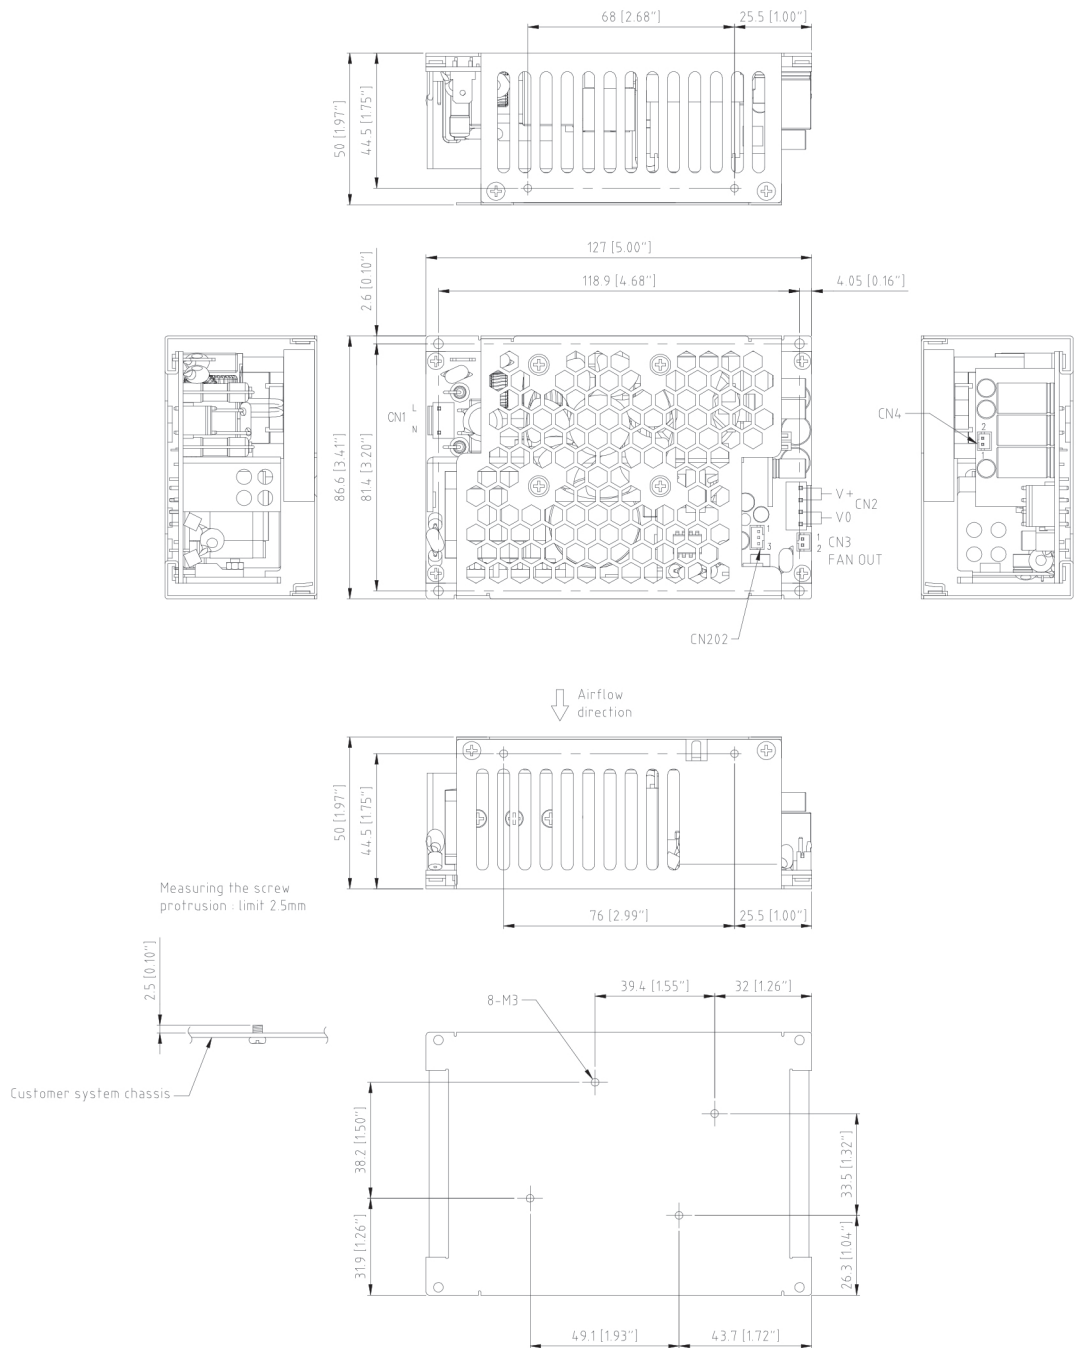 68 [2.68"]
25.5 [1.00"]
50 [1.97"]
44.5 [1.75"]
127 [5.00"]
118.9 [4.68"]
4.05 [0.16"]
2.6 [0.10"]
86.6 [3.41"]
81.4 [3.20"]
CN1
L
N
CN4
2
1
V+
CN2
V0
1
2
CN3
FAN OUT
1
3
CN202
Airflow
direction
50 [1.97"]
44.5 [1.75"]
76 [2.99"]
25.5 [1.00"]
Measuring the screw
protrusion : limit 2.5mm
2.5 [0.10"]
Customer system chassis
39.4 [1.55"]
32 [1.26"]
8-M3
38.2 [1.50"]
31.9 [1.26"]
33.5 [1.32"]
26.3 [1.04"]
49.1 [1.93"]
43.7 [1.72"]